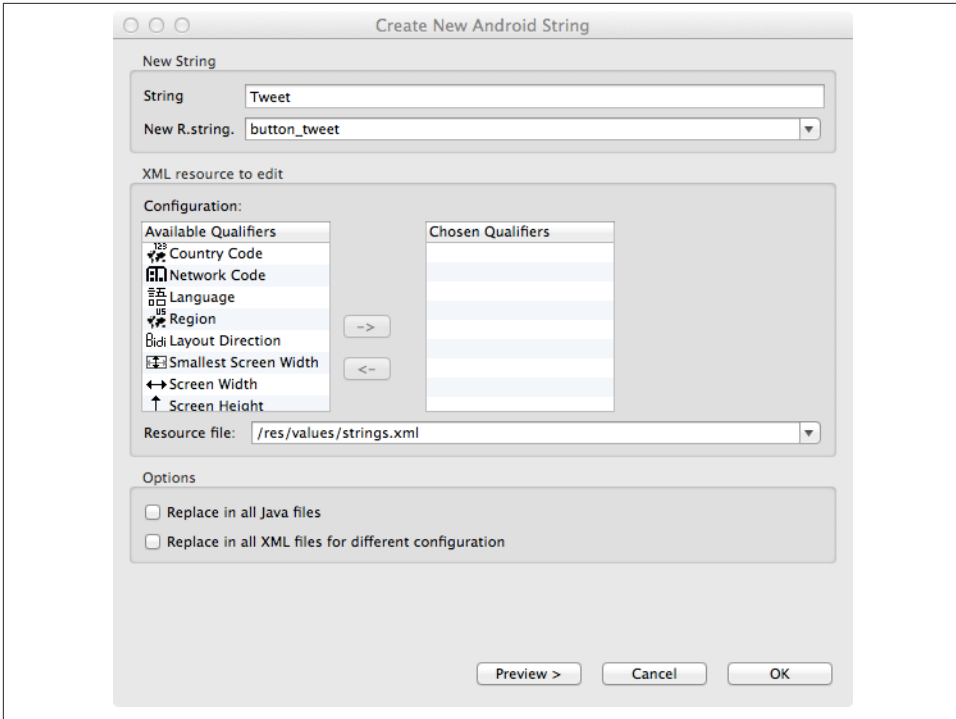 Create New Android String
New String
String Tweet
New R.string. button_tweet
XML resource to edit
Configuration:
Available Qualifiers Chosen Qualifiers
123 Country Code
Network Code
Language
US Region
Bidi Layout Direction
Smallest Screen Width
->
Screen Width
<-
Screen Height
Resource file: /res/values/strings.xml
Options
Replace in all Java files
Replace in all XML files for different configuration
Preview > Cancel OK